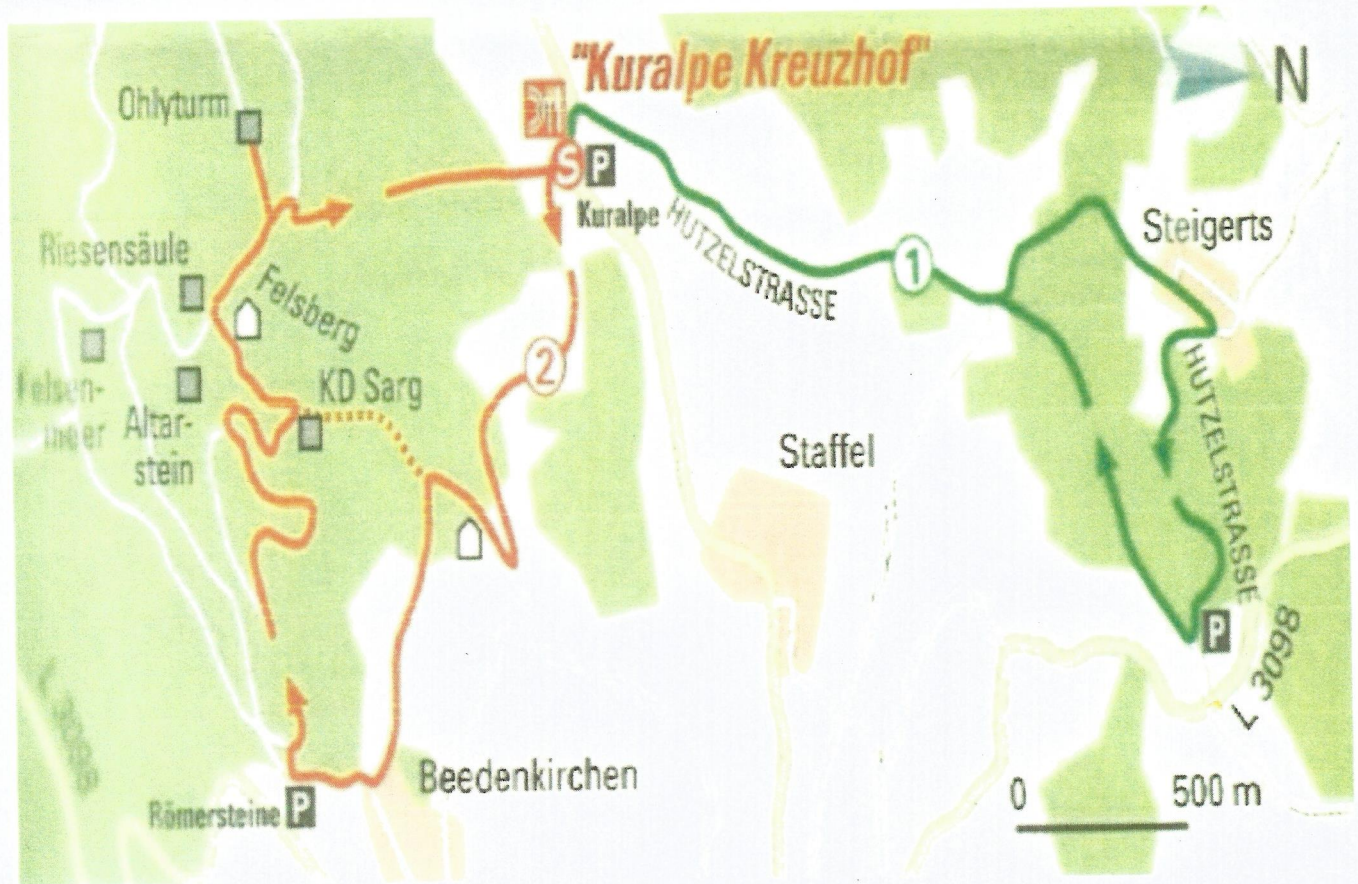 "Kuralpe Kreuzhof"
N
Ohlyturm
S
P
Kuralpe
HUTZELSTRASSE
1
Steigerts
Riesensäule
Felsberg
2
KD Sarg
Felsen-
meer
Altar-
stein
HUTZELSTRASSE
Staffel
P
L 3098
L 3098
Beedenkirchen
Römersteine
P
0
500 m